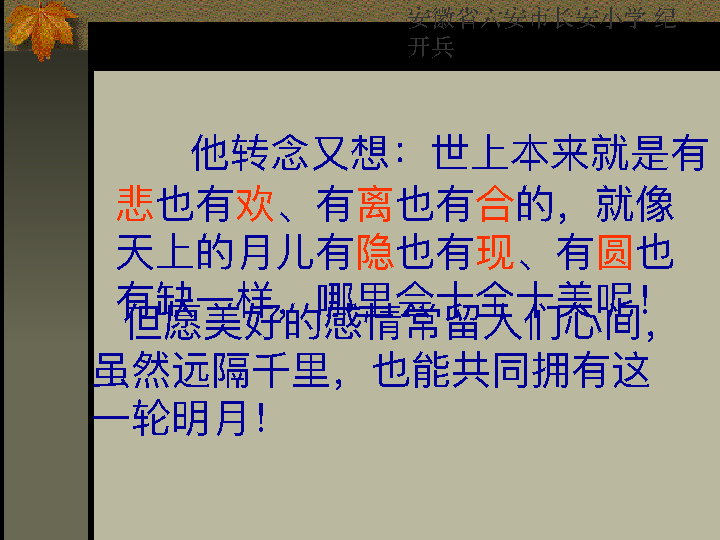 安徽省六安市长安小学 纪
开兵
他转念又想：世上本来就是有
悲也有欢、有离也有合的，就像
天上的月儿有隐也有现、有圆也
有缺一样，哪里会十全十美呢！
但愿美好的感情常留人们心间，
虽然远隔千里，也能共同拥有这
一轮明月！